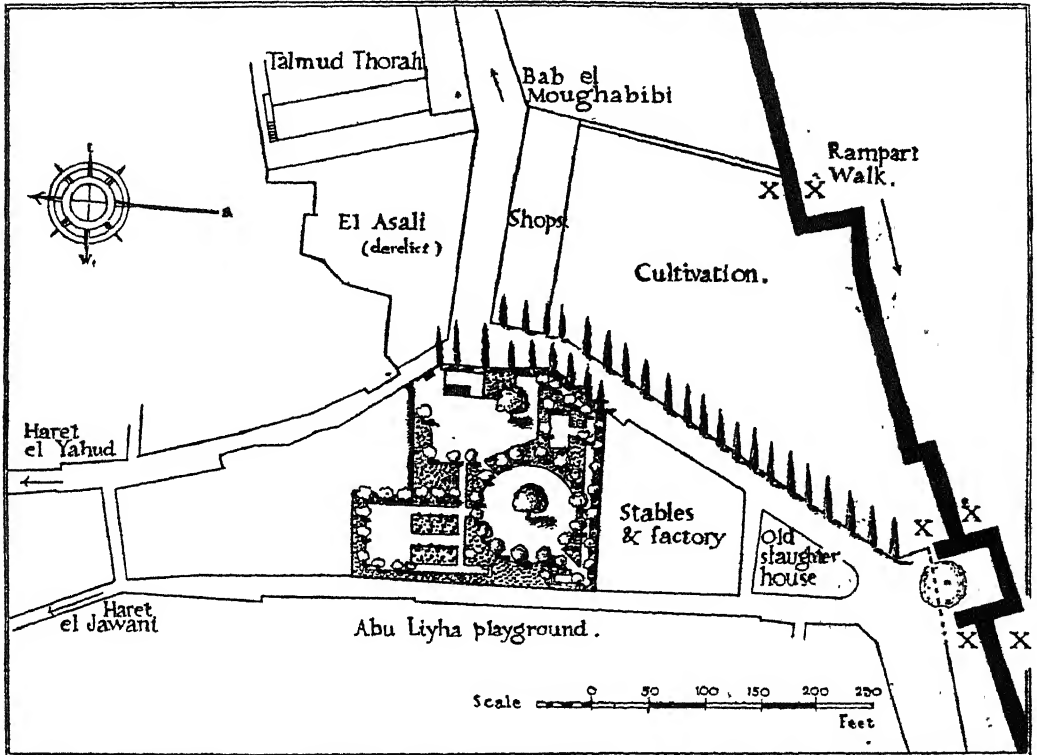 Talmud Thorah
Bab el
Moughabibi
Rampart
Walk.
X X
El Asali
(derelict)
Shops.
Cultivation.
W.
Haret
el Yahud
Stables
& factory
Old
slaughter
house
X X
Haret
el Jawani
Abu Liyha playground.
X X
Scale 0 50 100 150 200 250
Feet